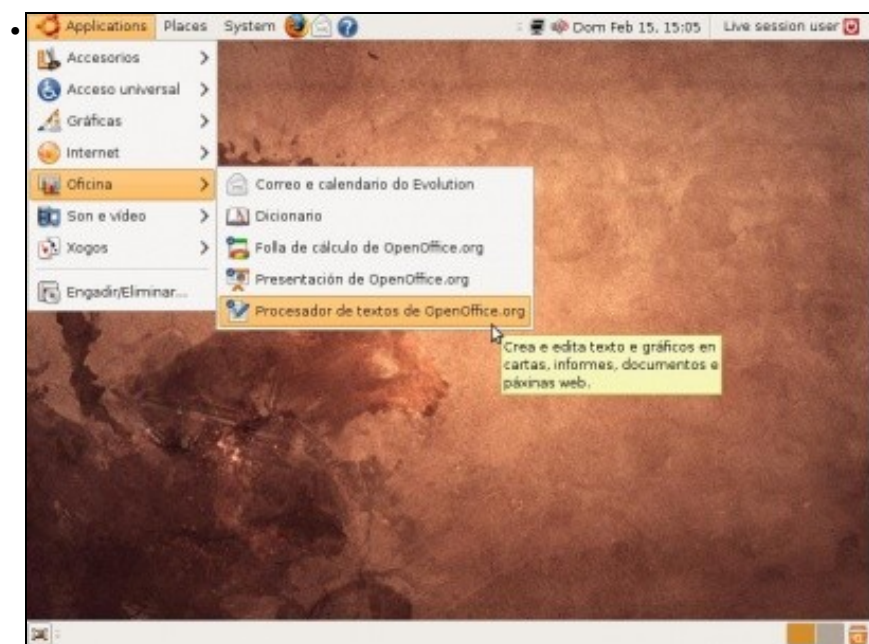 Applications Places System Dom Feb 15, 15:05 Live session user
Accesorios
Acceso universal
Gráficas
Internet
Oficina
Son e vídeo
Xogos
Engadir/Eliminar...
Correo e calendario do Evolution
Dicionario
Folla de cálculo de OpenOffice.org
Presentación de OpenOffice.org
Procesador de textos de OpenOffice.org
Crea e edita texto e gráficos en
cartas, informes, documentos e
páxinas web.